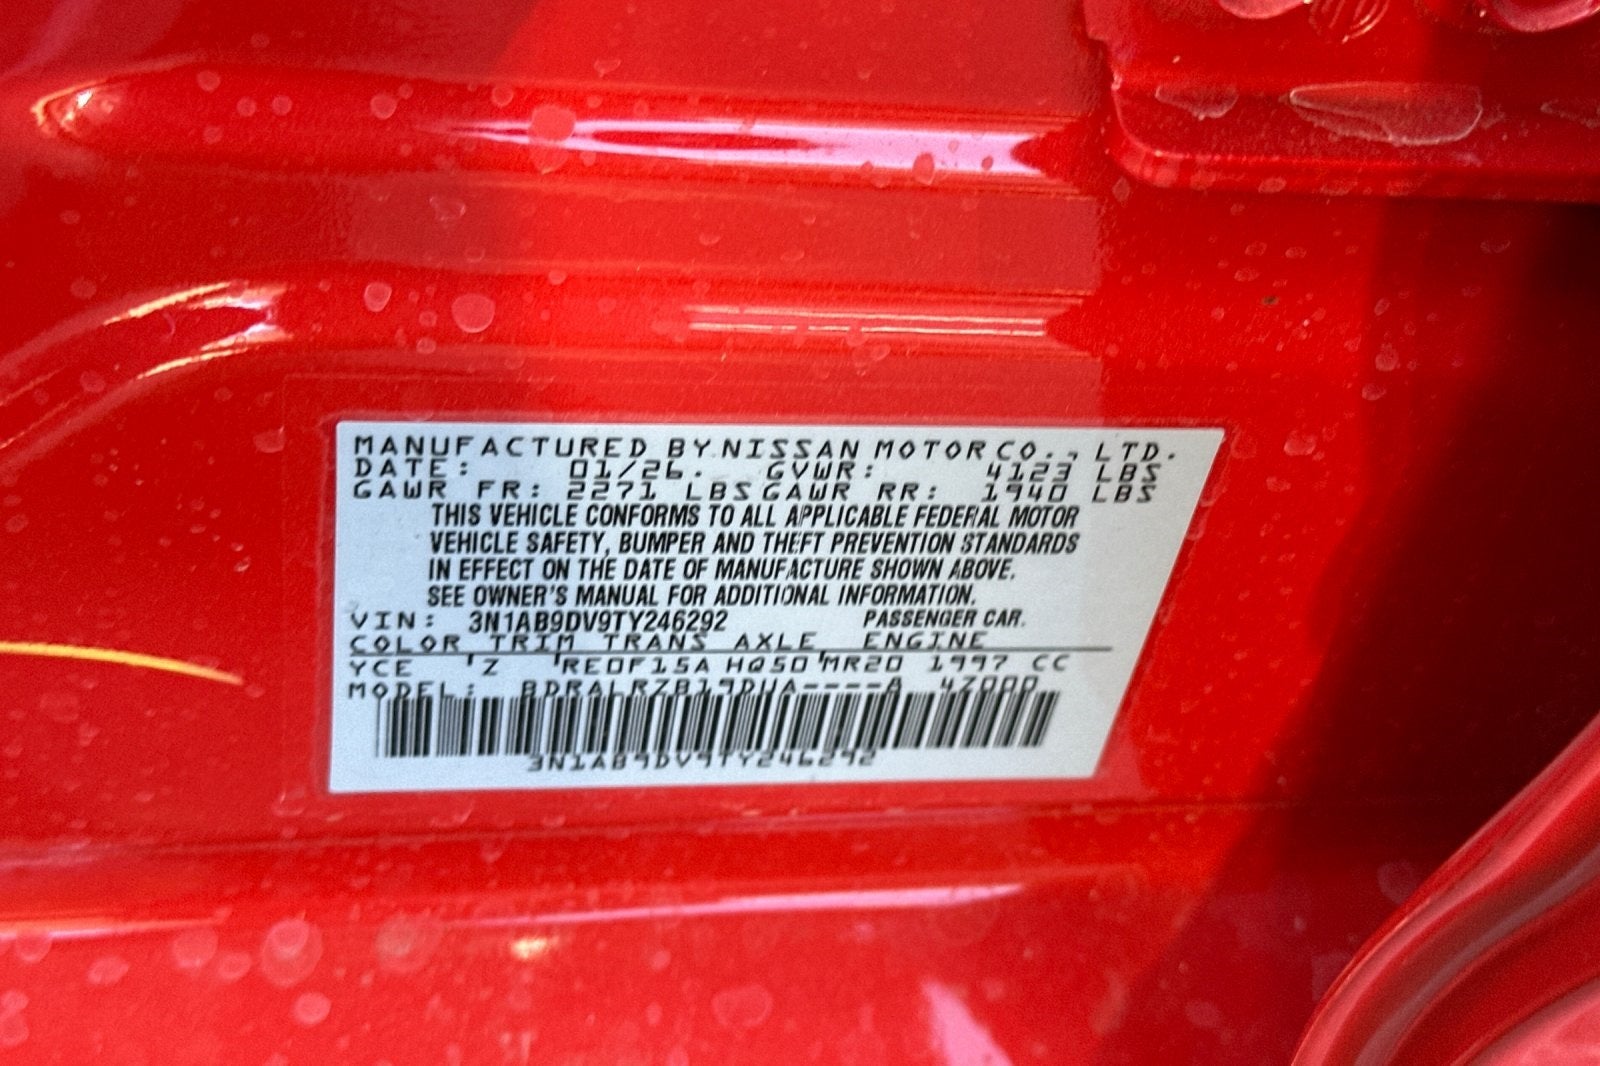 MANUFACTURED BY NISSAN MOTOR CO., LTD.
DATE: 01/26. GVWR: 4123 LBS
GAWR FR: 2271 LBS GAWR RR: 1940 LBS
THIS VEHICLE CONFORMS TO ALL APPLICABLE FEDERAL MOTOR
VEHICLE SAFETY, BUMPER AND THEFT PREVENTION STANDARDS
IN EFFECT ON THE DATE OF MANUFACTURE SHOWN ABOVE.
SEE OWNER'S MANUAL FOR ADDITIONAL INFORMATION.
VIN: 3N1AB9DV9TY246292 PASSENGER CAR.
COLOR TRIM TRANS AXLE ENGINE
YCE Z RE0F15A HQ50 MR20 1997 CC
MODEL:
3N1AB9DV9TY246292